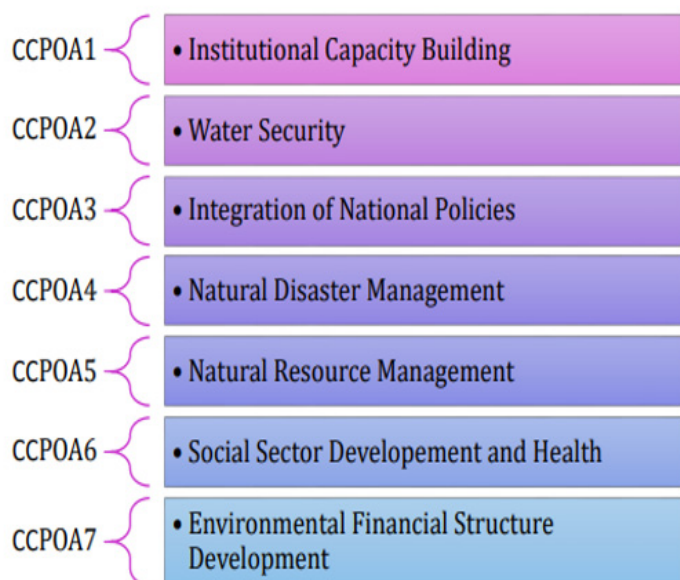 CCPOA1 • Institutional Capacity Building
CCPOA2 • Water Security
CCPOA3 • Integration of National Policies
CCPOA4 • Natural Disaster Management
CCPOA5 • Natural Resource Management
CCPOA6 • Social Sector Developement and Health
CCPOA7 • Environmental Financial Structure
Development